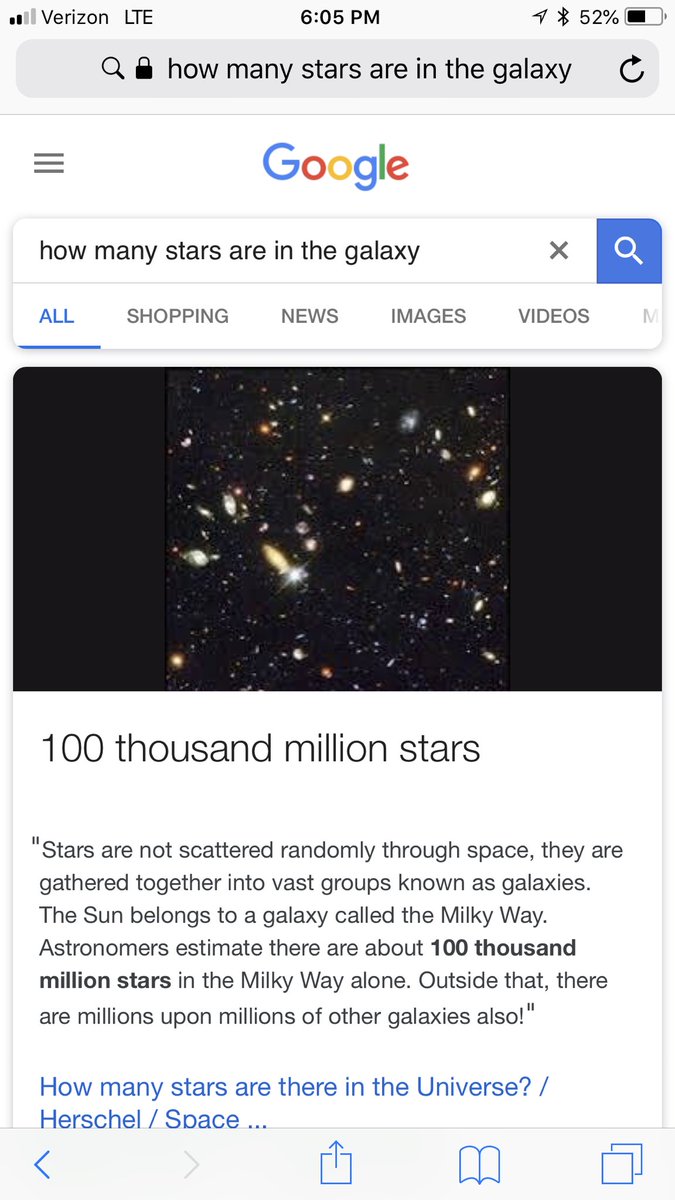 Verizon LTE 6:05 PM 52%
how many stars are in the galaxy
Google
how many stars are in the galaxy
ALL SHOPPING NEWS IMAGES VIDEOS M
100 thousand million stars
"Stars are not scattered randomly through space, they are
gathered together into vast groups known as galaxies.
The Sun belongs to a galaxy called the Milky Way.
Astronomers estimate there are about 100 thousand
million stars in the Milky Way alone. Outside that, there
are millions upon millions of other galaxies also!"
How many stars are there in the Universe? /
Herschel / Space ...